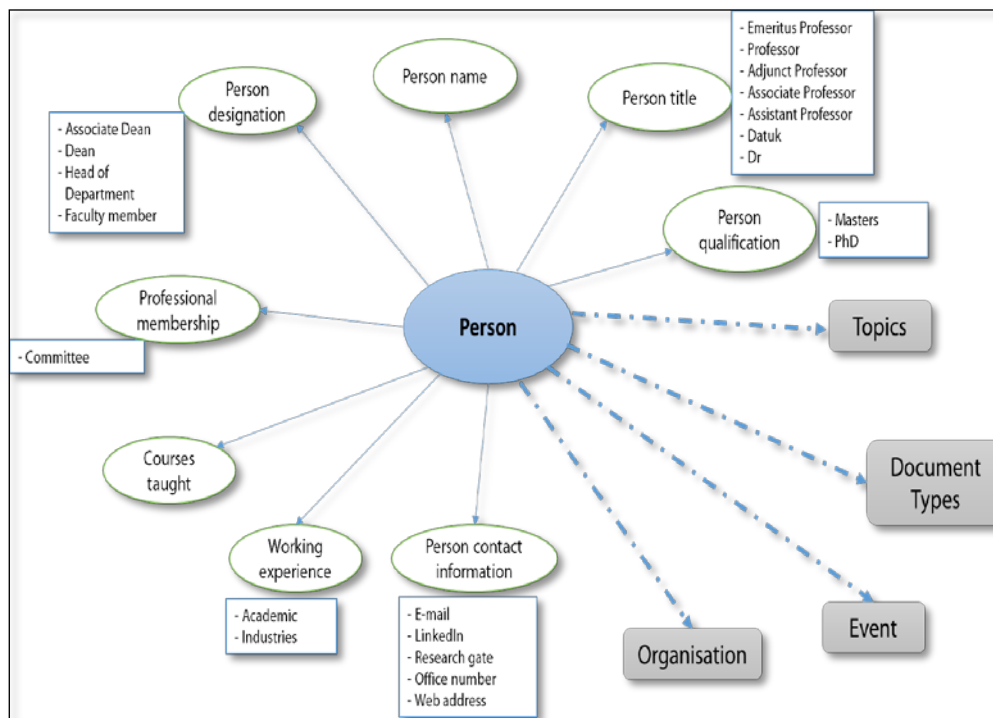 Person name
Person title
- Emeritus Professor
- Professor
- Adjunct Professor
- Associate Professor
- Assistant Professor
- Datuk
- Dr
Person
designation
- Associate Dean
- Dean
- Head of
Department
- Faculty member
Person
qualification
- Masters
- PhD
Professional
membership
- Committee
Person
Topics
Courses
taught
Document
Types
Working
experience
- Academic
- Industries
Person contact
information
- E-mail
- LinkedIn
- Research gate
- Office number
- Web address
Organisation
Event